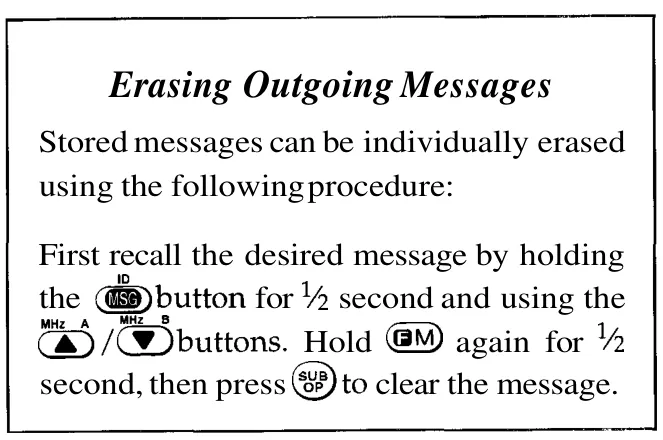 Erasing Outgoing Messages
Stored messages can be individually erased
using the following procedure:
First recall the desired message by holding
ID
the MSG button for ½ second and using the
MHz A MHz B
▲ / ▼ buttons. Hold FM again for ½
second, then press SUB OP to clear the message.